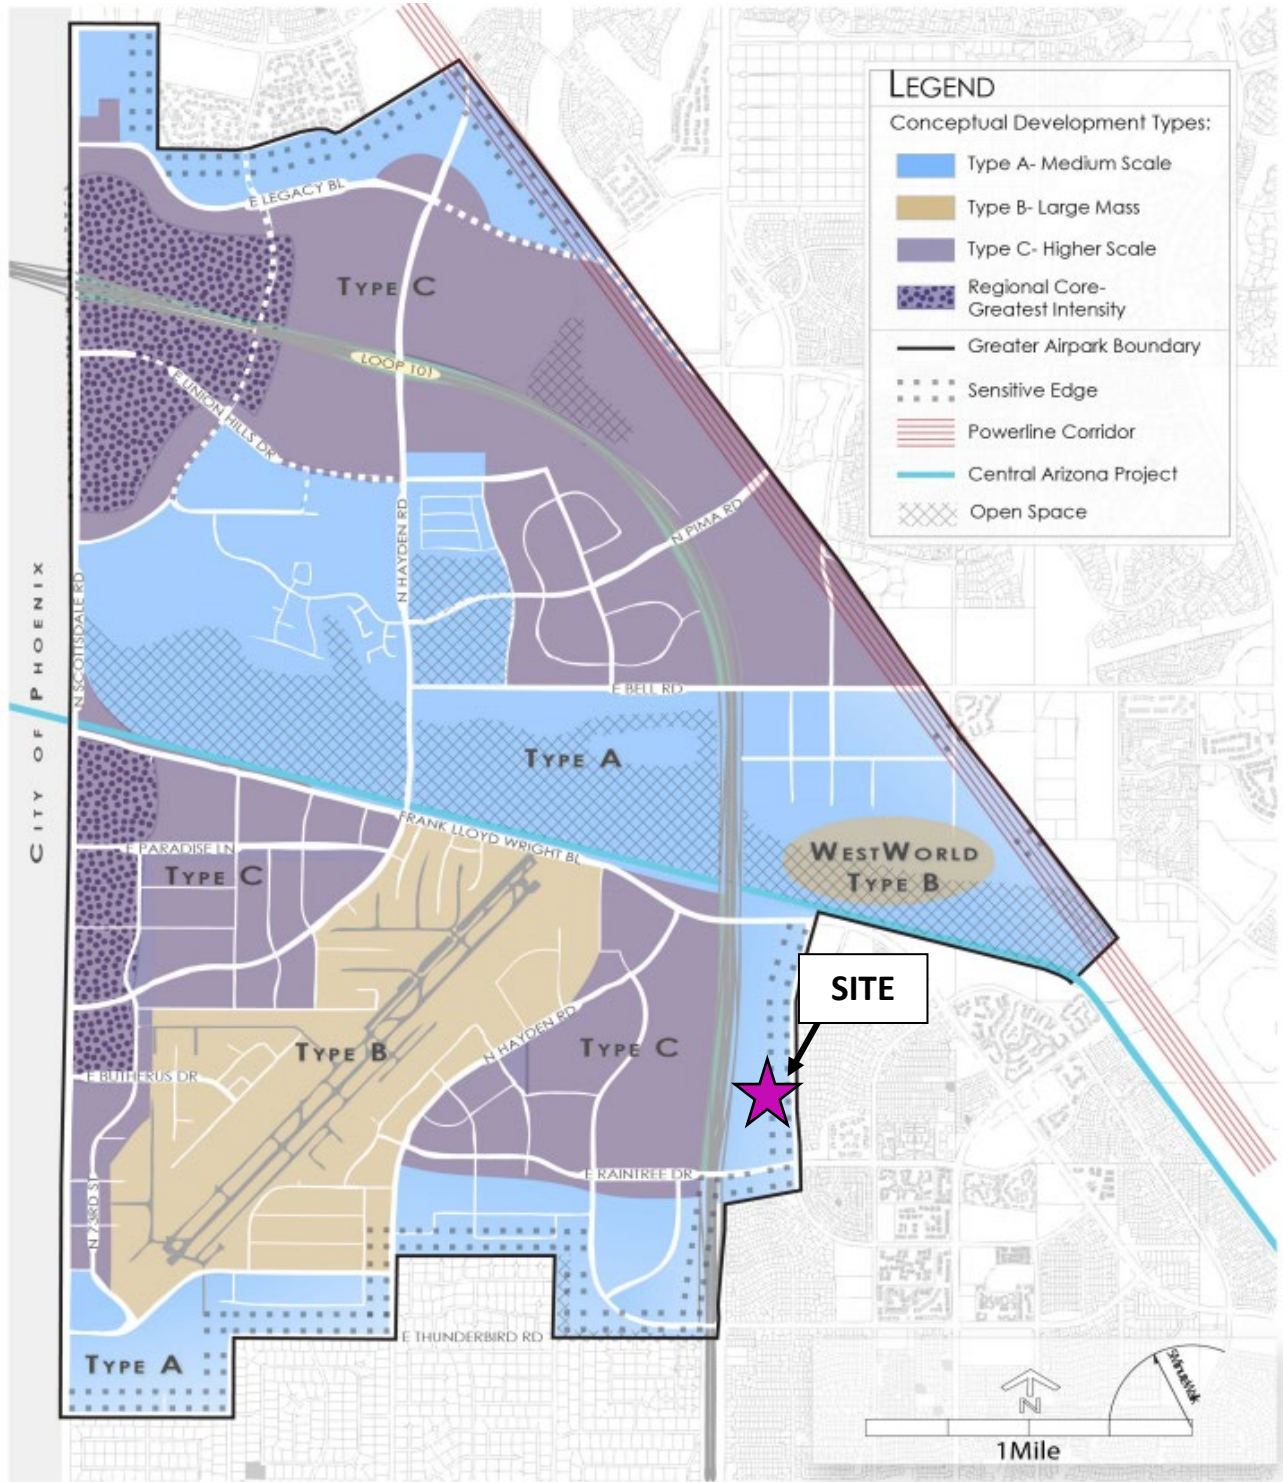 LEGEND
Conceptual Development Types:
Type A- Medium Scale
Type B- Large Mass
Type C- Higher Scale
Regional Core-
Greatest Intensity
Greater Airpark Boundary
Sensitive Edge
Powerline Corridor
Central Arizona Project
Open Space
E LEGACY BL
TYPE C
LOOP 101
E UNION HILLS DR
N HAYDEN RD
N PIMA RD
CITY OF PHOENIX
N SCOTTSDALE RD
E BELL RD
TYPE A
FRANK LLOYD WRIGHT BL
E PARADISE LN
TYPE C
WESTWORLD
TYPE B
SITE
N HAYDEN RD
TYPE C
TYPE B
E BUTHERUS DR
E RAINTREE DR
N 73RD ST
E THUNDERBIRD RD
TYPE A
N
5MinuteWalk
1Mile